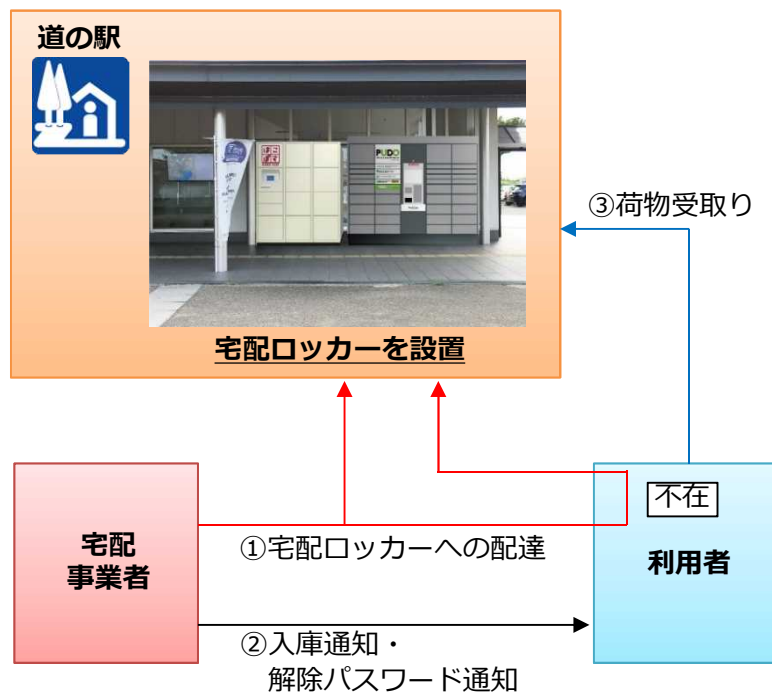 道の駅
PUDO
宅配ロッカーを設置
③荷物受取り
宅配
事業者
①宅配ロッカーへの配達
②入庫通知・
解除パスワード通知
不在
利用者